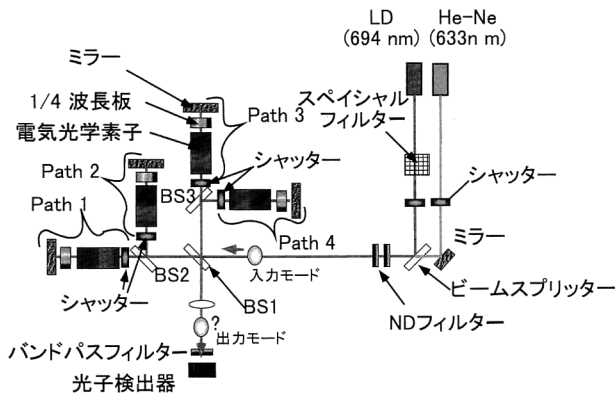 LD
(694 nm)
He-Ne
(633n m)
ミラー
1/4 波長板
電気光学素子
Path 3
スペイシャル
フィルター
シャッター
Path 2
BS3
シャッター
Path 1
Path 4
ミラー
BS2
入力モード
シャッター
BS1
ビームスプリッター
NDフィルター
?
出力モード
バンドパスフィルター
光子検出器